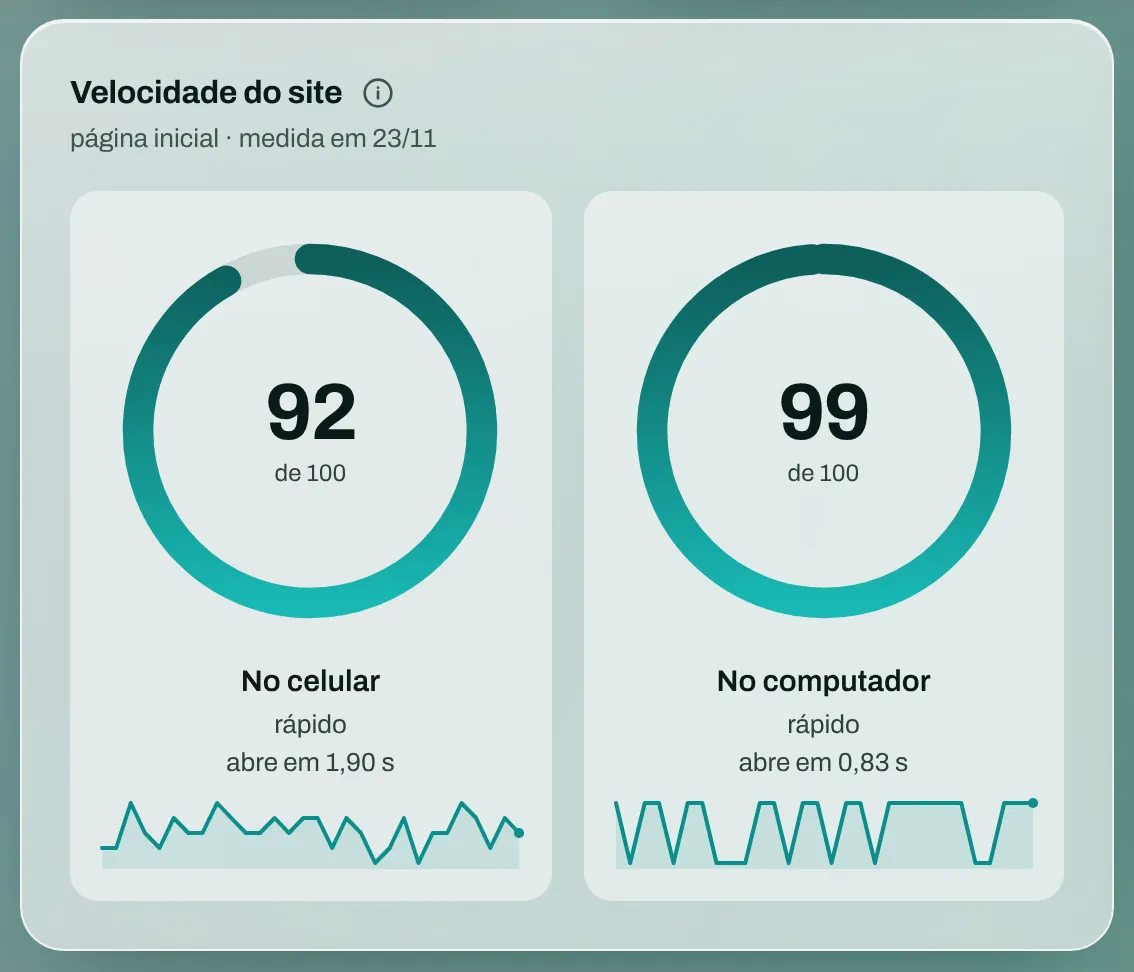 Velocidade do site
página inicial · medida em 23/11
92
de 100
No celular
rápido
abre em 1,90 s
99
de 100
No computador
rápido
abre em 0,83 s